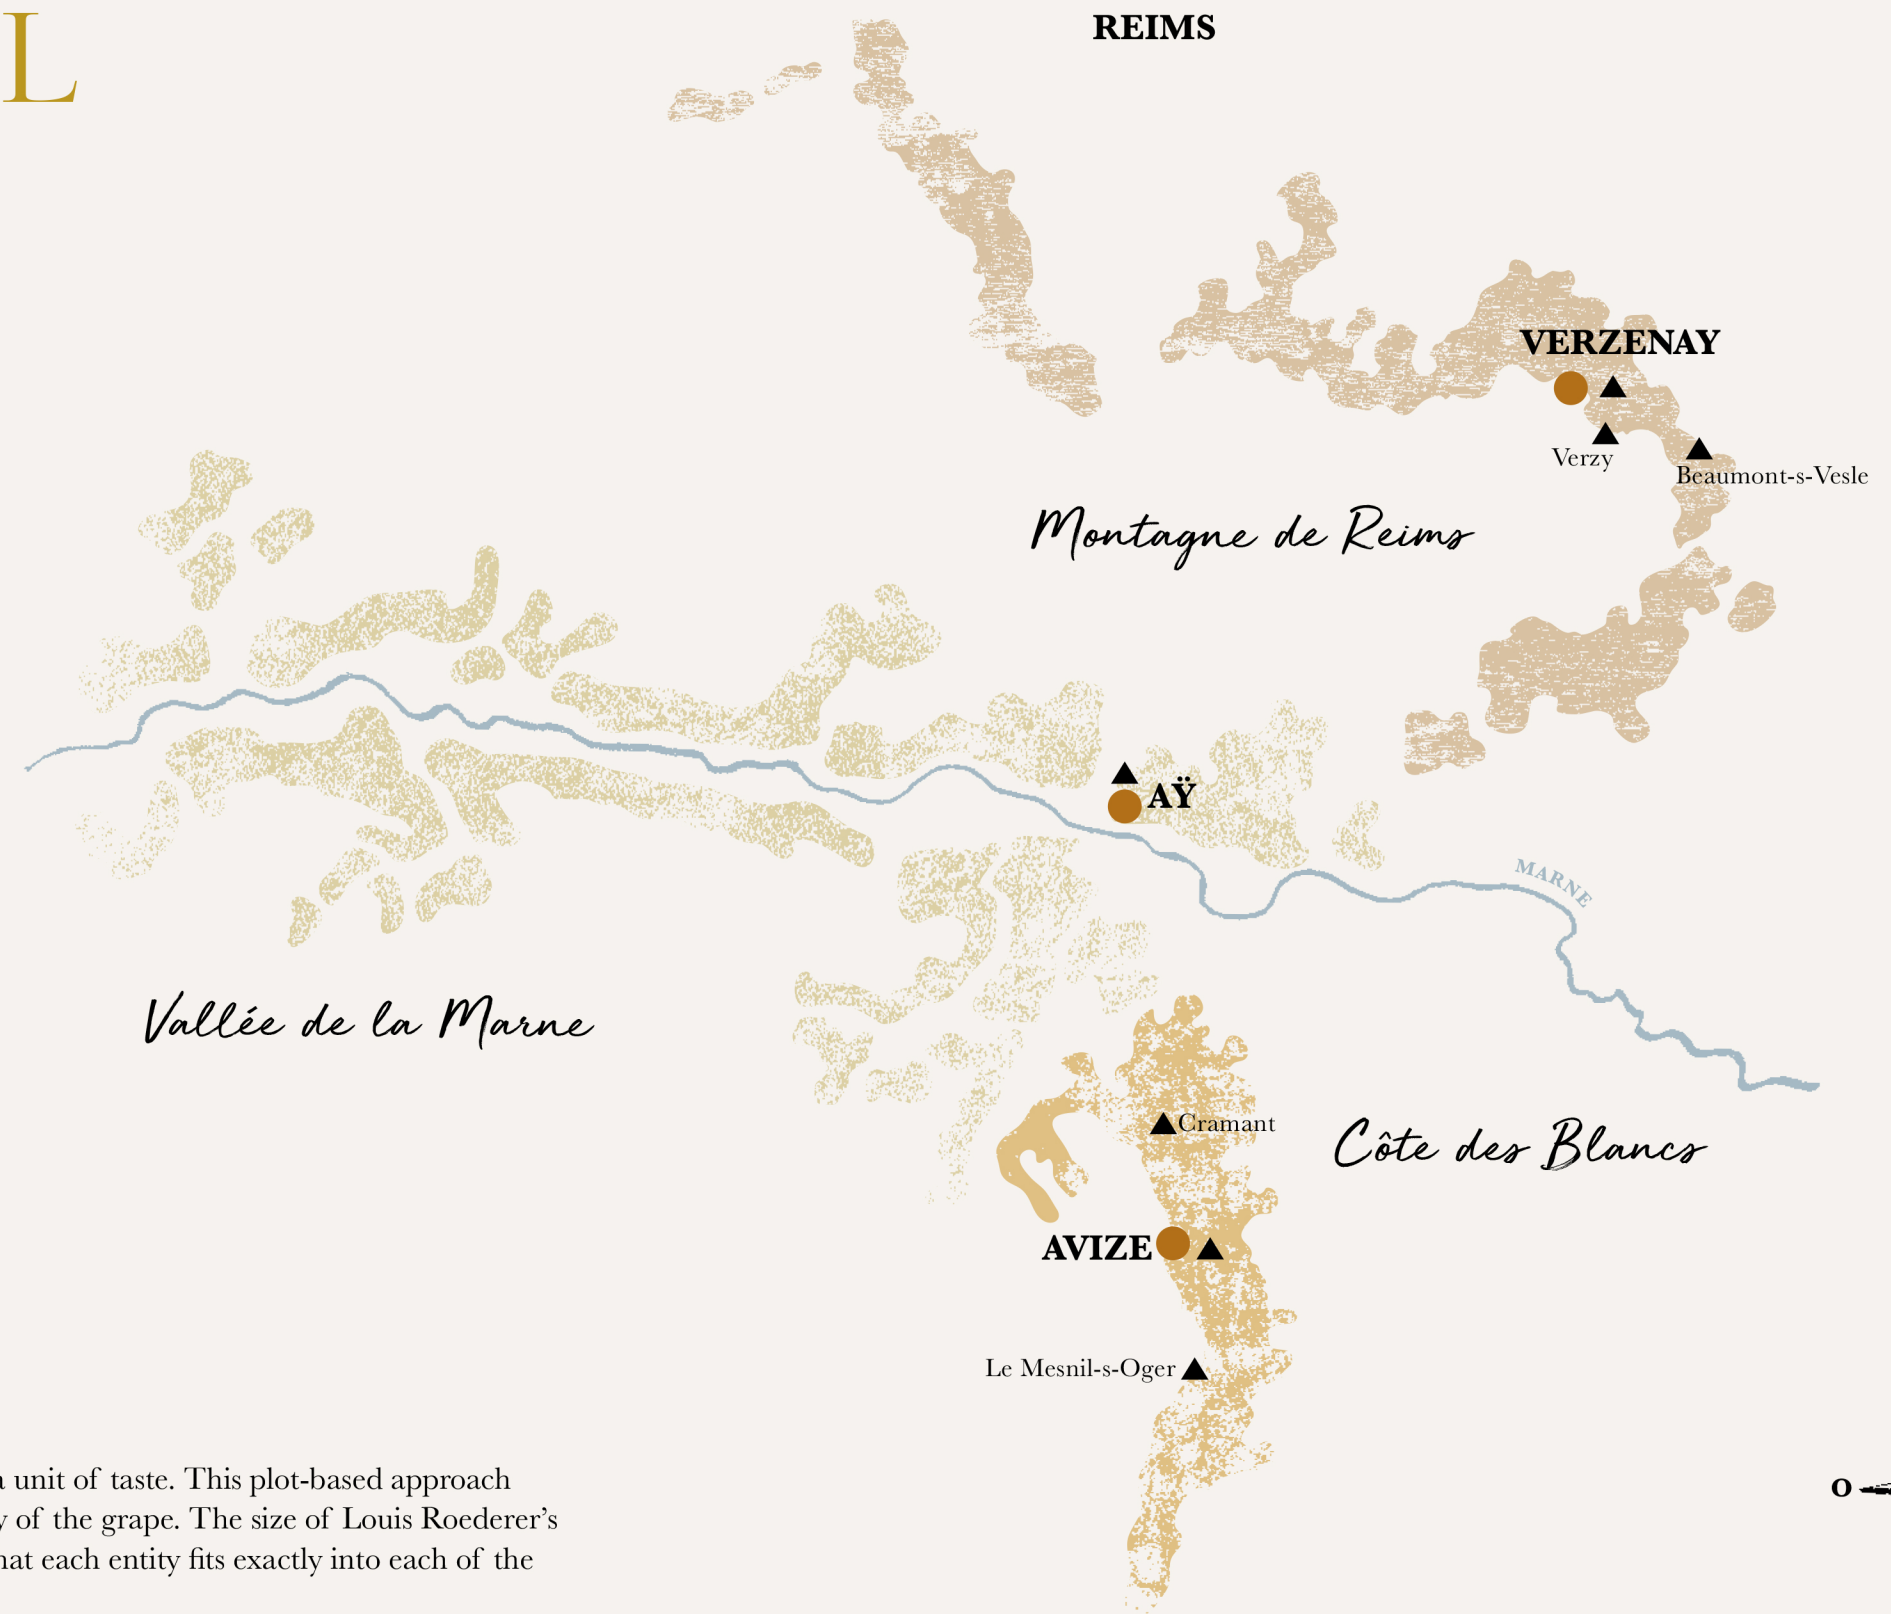 L
REIMS
VERZENAY
Verzy
Beaumont-s-Vesle
Montagne de Reims
AŸ
MARNE
Vallée de la Marne
Cramant
Côte des Blancs
AVIZE
Le Mesnil-s-Oger
unit of taste. This plot-based approach
of the grape. The size of Louis Roederer's
each entity fits exactly into each of the
O